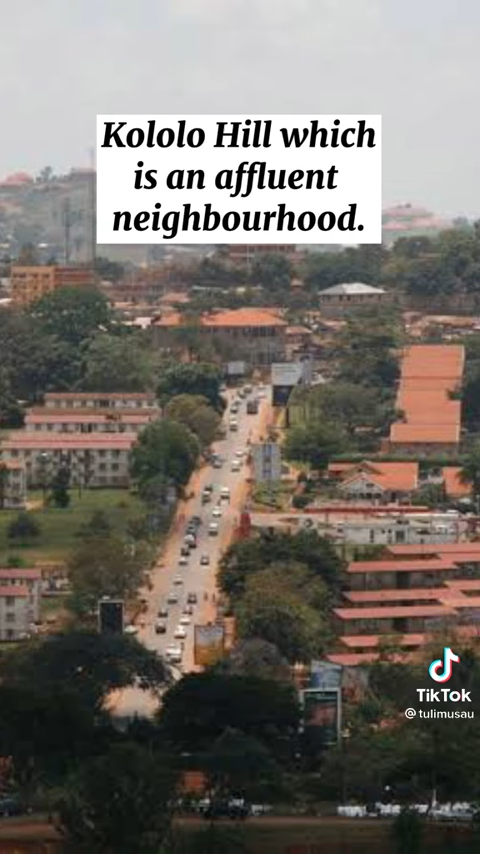 Kololo Hill which
is an affluent
neighbourhood.
TikTok
@tulimusau